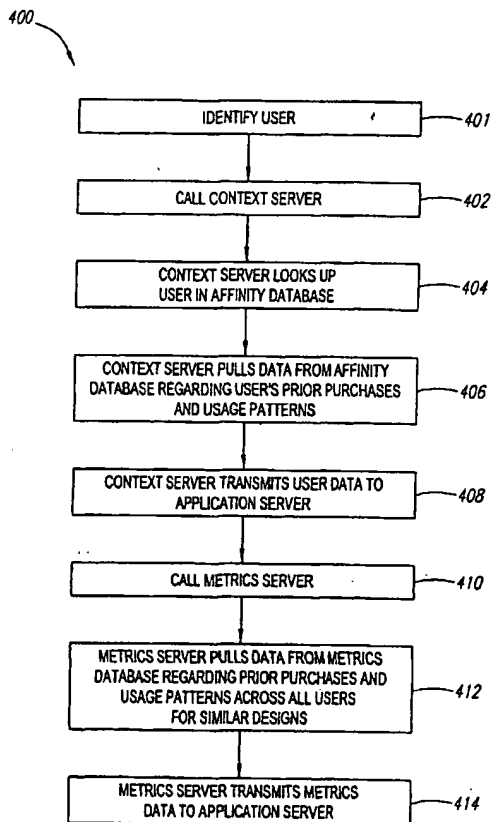 400
IDENTIFY USER
401
CALL CONTEXT SERVER
402
CONTEXT SERVER LOOKS UP
USER IN AFFINITY DATABASE
404
CONTEXT SERVER PULLS DATA FROM AFFINITY
DATABASE REGARDING USER'S PRIOR PURCHASES
AND USAGE PATTERNS
406
CONTEXT SERVER TRANSMITS USER DATA TO
APPLICATION SERVER
408
CALL METRICS SERVER
410
METRICS SERVER PULLS DATA FROM METRICS
DATABASE REGARDING PRIOR PURCHASES AND
USAGE PATTERNS ACROSS ALL USERS
FOR SIMILAR DESIGNS
412
METRICS SERVER TRANSMITS METRICS
DATA TO APPLICATION SERVER
414